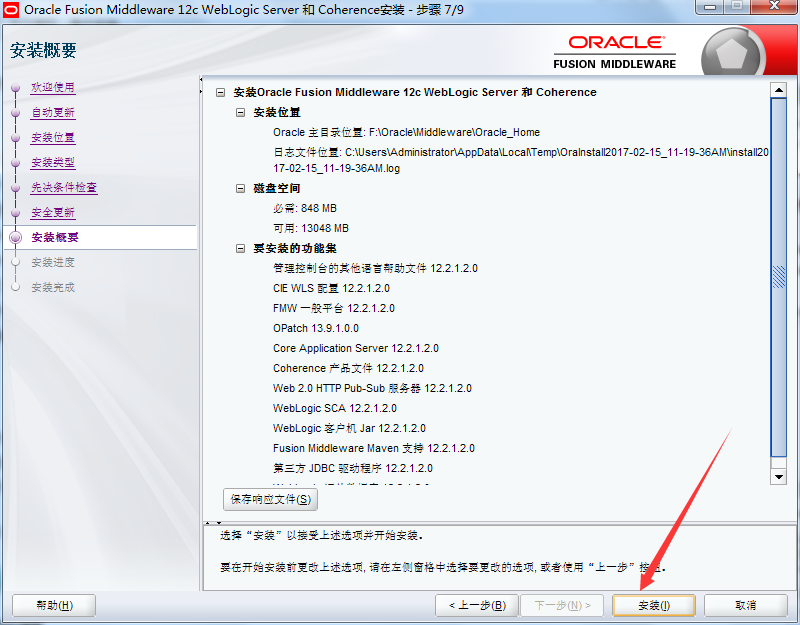 Oracle Fusion Middleware 12c WebLogic Server 和 Coherence安装 - 步骤 7/9
安装概要
ORACLE
FUSION MIDDLEWARE
欢迎使用
自动更新
安装位置
安装类型
先决条件检查
安全更新
安装概要
安装进度
安装完成
安装Oracle Fusion Middleware 12c WebLogic Server 和 Coherence
安装位置
Oracle 主目录位置: F:\Oracle\Middleware\Oracle_Home
日志文件位置: C:\Users\Administrator\AppData\Local\Temp\OraInstall2017-02-15_11-19-36AM\install20
17-02-15_11-19-36AM.log
磁盘空间
必需: 848 MB
可用: 13048 MB
要安装的功能集
管理控制台的其他语言帮助文件 12.2.1.2.0
CIE WLS 配置 12.2.1.2.0
FMW 一般平台 12.2.1.2.0
OPatch 13.9.1.0.0
Core Application Server 12.2.1.2.0
Coherence 产品文件 12.2.1.2.0
Web 2.0 HTTP Pub-Sub 服务器 12.2.1.2.0
WebLogic SCA 12.2.1.2.0
WebLogic 客户机 Jar 12.2.1.2.0
Fusion Middleware Maven 支持 12.2.1.2.0
第三方 JDBC 驱动程序 12.2.1.2.0
保存响应文件(S)
选择“安装”以接受上述选项并开始安装。
要在开始安装前更改上述选项, 请在左侧窗格中选择要更改的选项, 或者使用“上一步”按钮。
帮助(H)
< 上一步(B)
下一步(N) >
安装(I)
取消